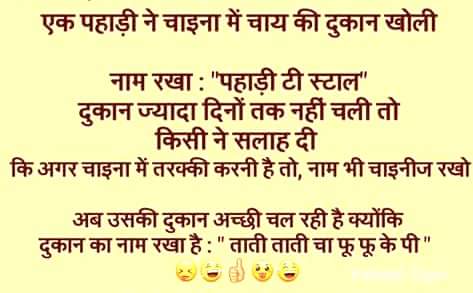 एक पहाड़ी ने चाइना में चाय की दुकान खोली
नाम रखा : "पहाड़ी टी स्टाल"
दुकान ज्यादा दिनों तक नहीं चली तो
किसी ने सलाह दी
कि अगर चाइना में तरक्की करनी है तो, नाम भी चाइनीज रखो
अब उसकी दुकान अच्छी चल रही है क्योंकि
दुकान का नाम रखा है : " ताती ताती चा फू फू के पी "
😣😅👍😗😅